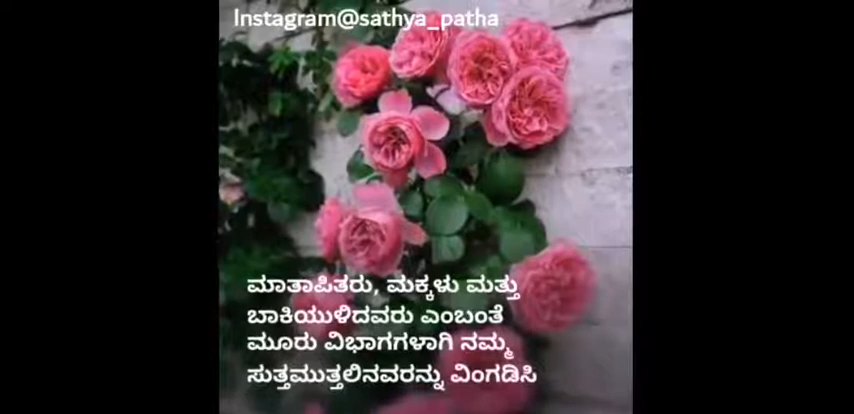 Instagram@sathya_patha
ಮಾತಾಪಿತರು, ಮಕ್ಕಳು ಮತ್ತು
ಬಾಕಿಯುಳಿದವರು ಎಂಬಂತೆ
ಮೂರು ವಿಭಾಗಗಳಾಗಿ ನಮ್ಮ
ಸುತ್ತಮುತ್ತಲಿನವರನ್ನು ವಿಂಗಡಿಸಿ